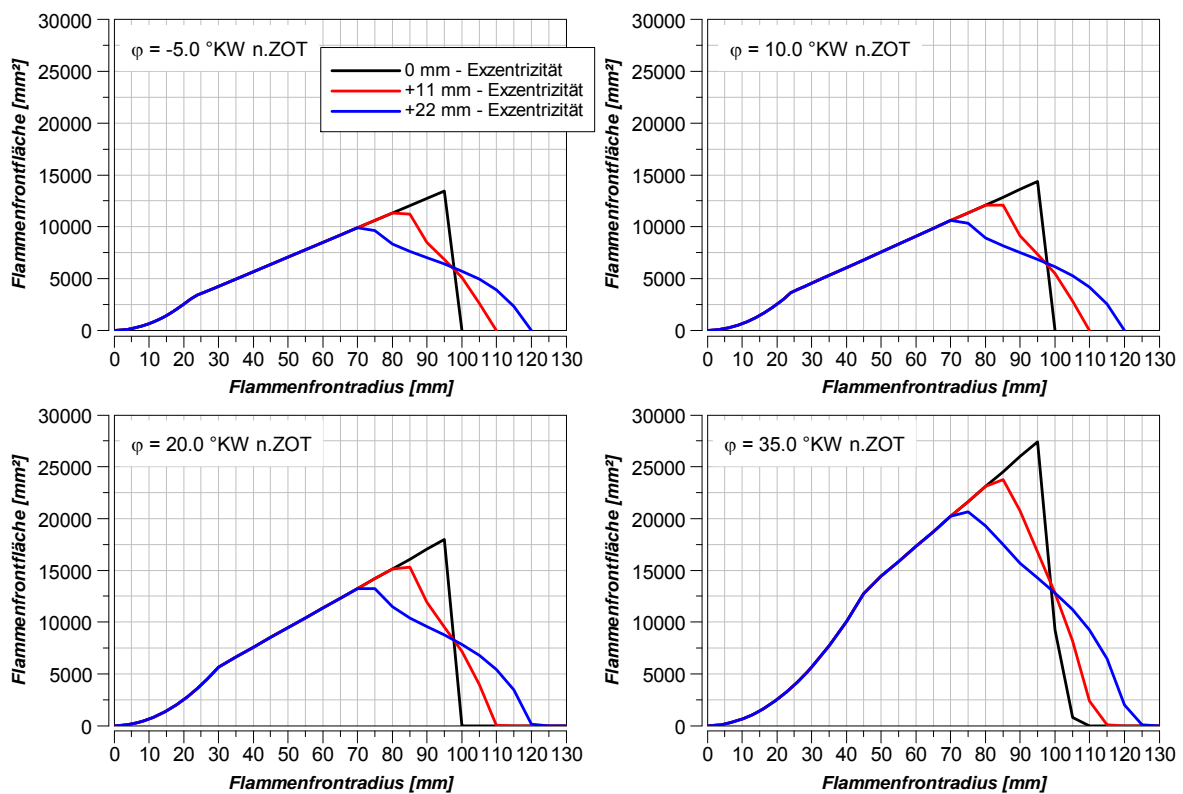 φ = -5.0 °KW n.ZOT
0 mm - Exzentrizität
+11 mm - Exzentrizität
+22 mm - Exzentrizität
Flammenfrontfläche [mm²]
30000
25000
20000
15000
10000
5000
0
0 10 20 30 40 50 60 70 80 90 100 110 120 130
Flammenfrontradius [mm]
φ = 10.0 °KW n.ZOT
Flammenfrontfläche [mm²]
30000
25000
20000
15000
10000
5000
0
0 10 20 30 40 50 60 70 80 90 100 110 120 130
Flammenfrontradius [mm]
φ = 20.0 °KW n.ZOT
Flammenfrontfläche [mm²]
30000
25000
20000
15000
10000
5000
0
0 10 20 30 40 50 60 70 80 90 100 110 120 130
Flammenfrontradius [mm]
φ = 35.0 °KW n.ZOT
Flammenfrontfläche [mm²]
30000
25000
20000
15000
10000
5000
0
0 10 20 30 40 50 60 70 80 90 100 110 120 130
Flammenfrontradius [mm]